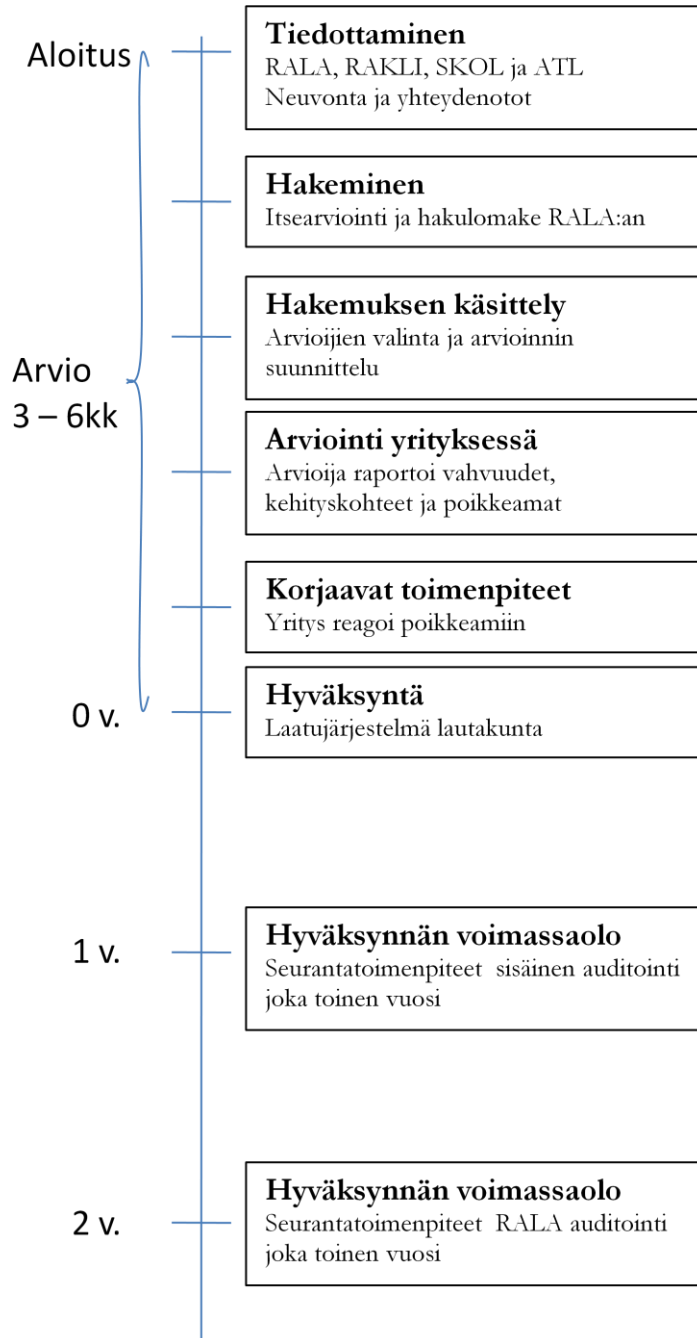 Aloitus
Tiedottaminen
RALA, RAKLI, SKOL ja ATL
Neuvonta ja yhteydenotot
Hakeminen
Itsearviointi ja hakulomake RALA:an
Hakemuksen käsittely
Arvioijien valinta ja arvioinnin
suunnittelu
Arvio
3 – 6kk
Arviointi yrityksessä
Arvioija raportoi vahvuudet,
kehityskohteet ja poikkeamat
Korjaavat toimenpiteet
Yritys reagoi poikkeamiin
0 v.
Hyväksyntä
Laatujärjestelmä lautakunta
1 v.
Hyväksynnän voimassaolo
Seurantatoimenpiteet  sisäinen auditointi
joka toinen vuosi
2 v.
Hyväksynnän voimassaolo
Seurantatoimenpiteet  RALA auditointi
joka toinen vuosi